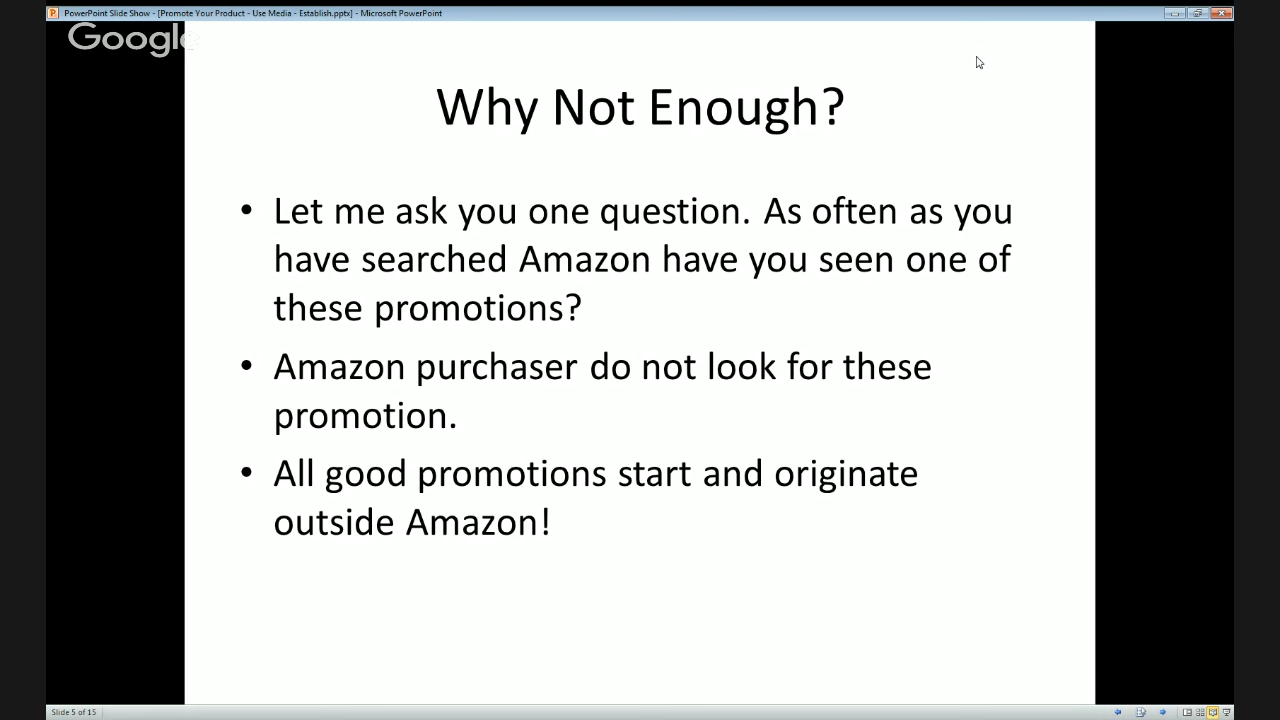 PowerPoint Slide Show - [Promote Your Product - Use Media - Establish.pptx] - Microsoft PowerPoint
Google
Why Not Enough?
• Let me ask you one question. As often as you
have searched Amazon have you seen one of
these promotions?
• Amazon purchaser do not look for these
promotion.
• All good promotions start and originate
outside Amazon!
Slide 5 of 15